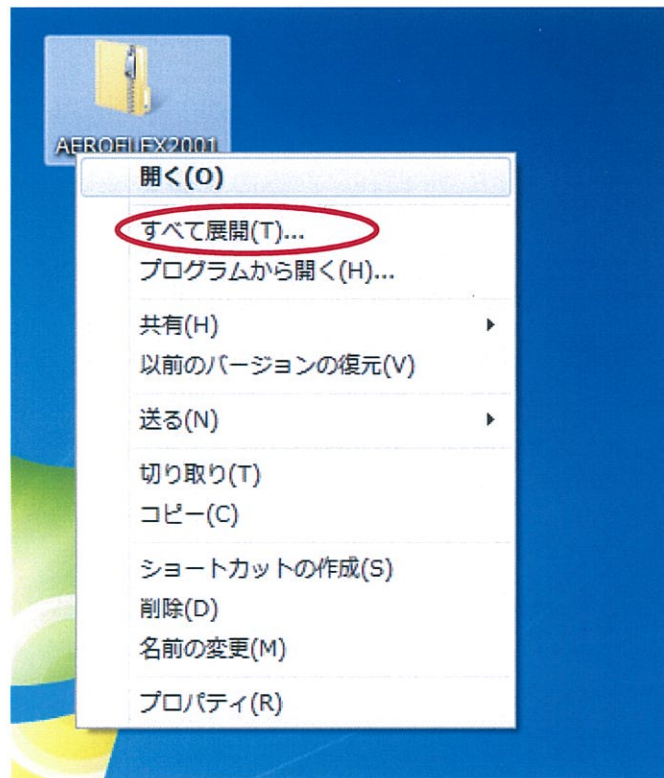 AEROFLEX2001
開く(O)
すべて展開(T)...
プログラムから開く(H)...
共有(H)
以前のバージョンの復元(V)
送る(N)
切り取り(T)
コピー(C)
ショートカットの作成(S)
削除(D)
名前の変更(M)
プロパティ(R)